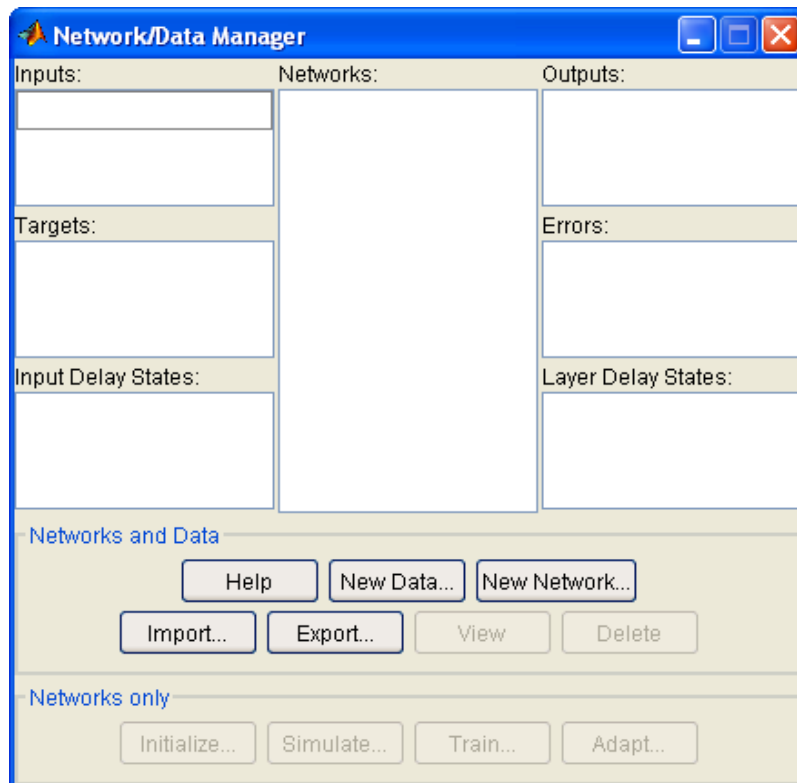 Network/Data Manager
Inputs: Networks: Outputs:
Targets: Errors:
Input Delay States: Layer Delay States:
Networks and Data
Help New Data... New Network...
Import... Export... View Delete
Networks only
Initialize... Simulate... Train... Adapt...